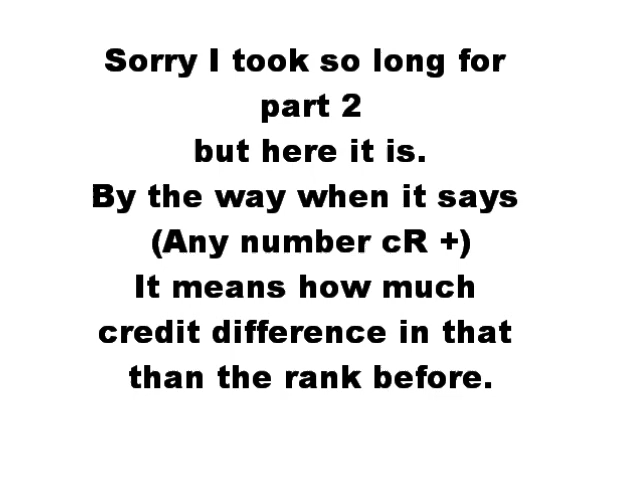 Sorry I took so long for
part 2
but here it is.
By the way when it says
(Any number cR +)
It means how much
credit difference in that
than the rank before.